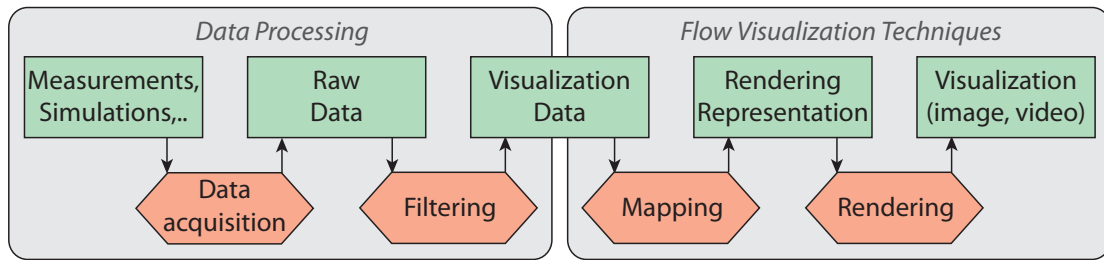 Data Processing
Flow Visualization Techniques
Measurements,
Simulations,..
Raw
Data
Visualization
Data
Rendering
Representation
Visualization
(image, video)
Data
acquisition
Filtering
Mapping
Rendering